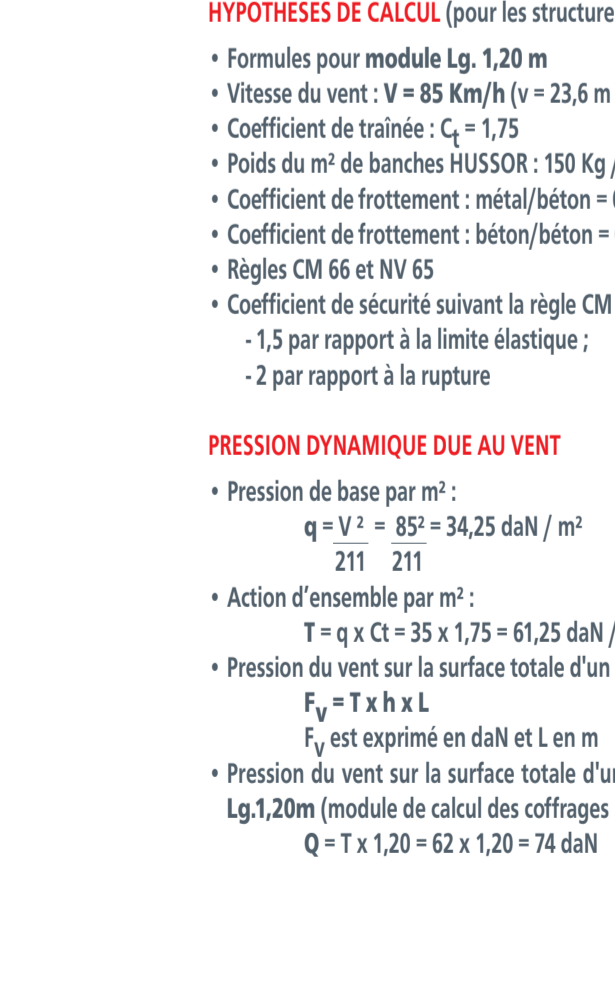 HYPOTHESES DE CALCUL (pour les structure
• Formules pour module Lg. 1,20 m
• Vitesse du vent : V = 85 Km/h (v = 23,6 m
• Coefficient de traînée : Ct = 1,75
• Poids du m² de banches HUSSOR : 150 Kg /
• Coefficient de frottement : métal/béton =
• Coefficient de frottement : béton/béton =
• Règles CM 66 et NV 65
• Coefficient de sécurité suivant la règle CM
- 1,5 par rapport à la limite élastique ;
- 2 par rapport à la rupture
PRESSION DYNAMIQUE DUE AU VENT
• Pression de base par m² :
q = V ² = 85² = 34,25 daN / m²
211 211
• Action d’ensemble par m² :
T = q x Ct = 35 x 1,75 = 61,25 daN /
• Pression du vent sur la surface totale d'un
Fv = T x h x L
Fv est exprimé en daN et L en m
• Pression du vent sur la surface totale d'u
Lg.1,20m (module de calcul des coffrages
Q = T x 1,20 = 62 x 1,20 = 74 daN